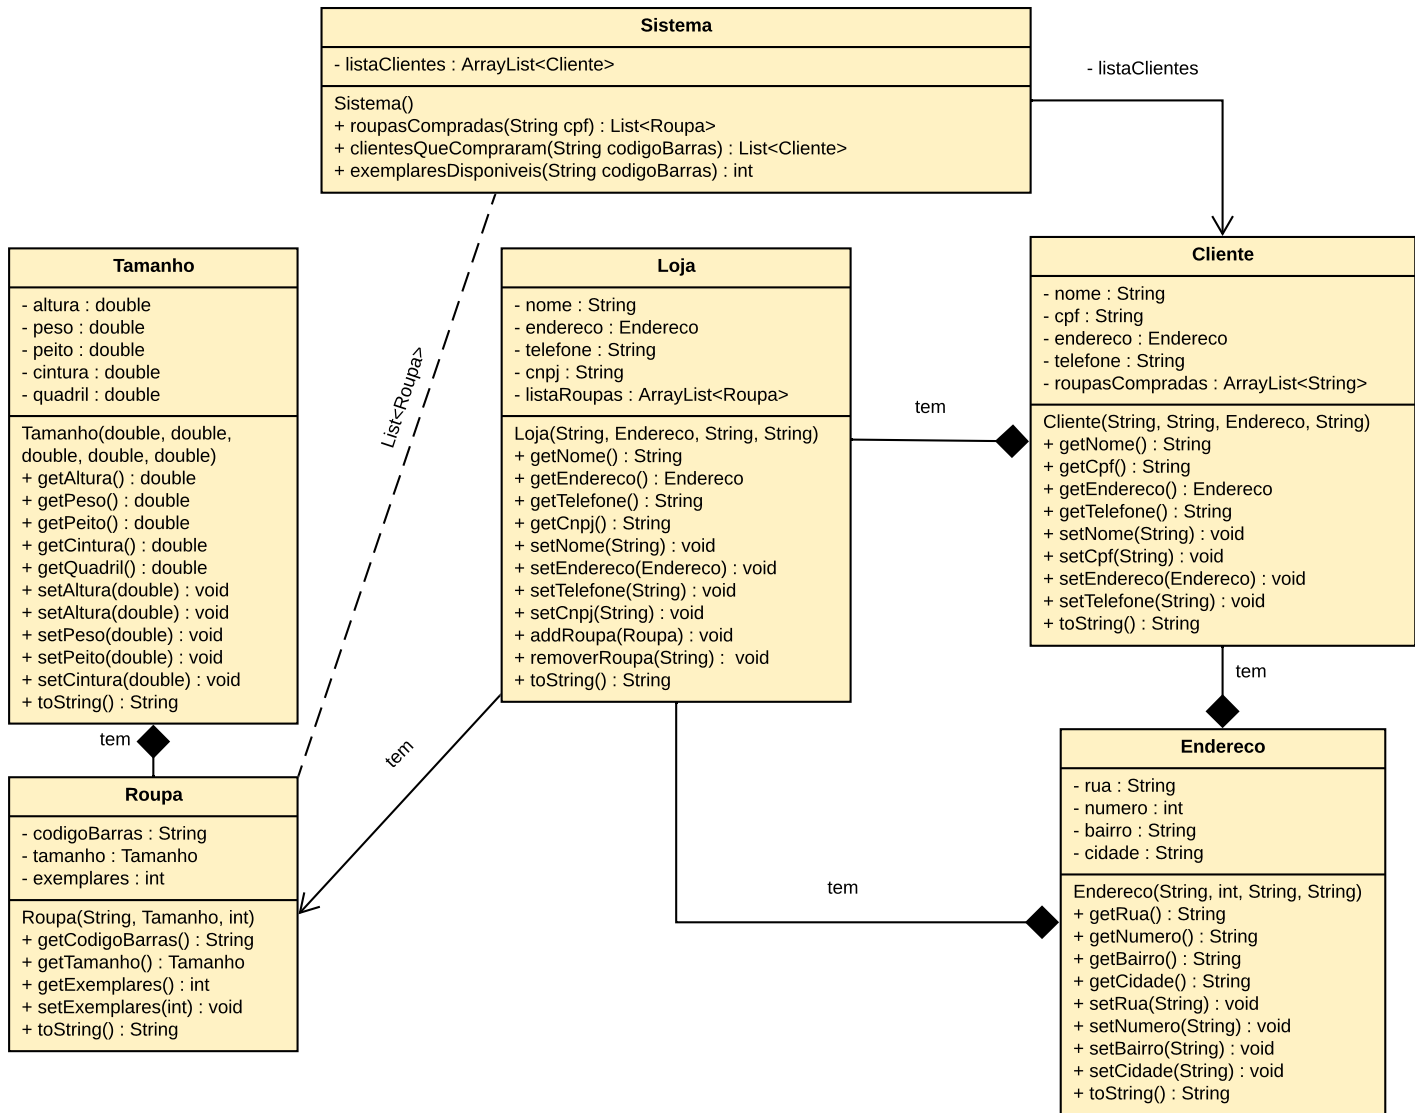 Sistema
- listaClientes : ArrayList<Cliente>
Sistema()
+ roupasCompradas(String cpf) : List<Roupa>
+ clientesQueCompraram(String codigoBarras) : List<Cliente>
+ exemplaresDisponiveis(String codigoBarras) : int
- listaClientes
Tamanho
- altura : double
- peso : double
- peito : double
- cintura : double
- quadril : double
Tamanho(double, double,
double, double, double)
+ getAltura() : double
+ getPeso() : double
+ getPeito() : double
+ getCintura() : double
+ getQuadril() : double
+ setAltura(double) : void
+ setAltura(double) : void
+ setPeso(double) : void
+ setPeito(double) : void
+ setCintura(double) : void
+ toString() : String
List<Roupa>
Loja
- nome : String
- endereco : Endereco
- telefone : String
- cnpj : String
- listaRoupas : ArrayList<Roupa>
Loja(String, Endereco, String, String)
+ getNome() : String
+ getEndereco() : Endereco
+ getTelefone() : String
+ getCnpj() : String
+ setNome(String) : void
+ setEndereco(Endereco) : void
+ setTelefone(String) : void
+ setCnpj(String) : void
+ addRoupa(Roupa) : void
+ removerRoupa(String) :  void
+ toString() : String
tem
Cliente
- nome : String
- cpf : String
- endereco : Endereco
- telefone : String
- roupasCompradas : ArrayList<String>
Cliente(String, String, Endereco, String)
+ getNome() : String
+ getCpf() : String
+ getEndereco() : Endereco
+ getTelefone() : String
+ setNome(String) : void
+ setCpf(String) : void
+ setEndereco(Endereco) : void
+ setTelefone(String) : void
+ toString() : String
tem
tem
tem
Roupa
- codigoBarras : String
- tamanho : Tamanho
- exemplares : int
Roupa(String, Tamanho, int)
+ getCodigoBarras() : String
+ getTamanho() : Tamanho
+ getExemplares() : int
+ setExemplares(int) : void
+ toString() : String
tem
Endereco
- rua : String
- numero : int
- bairro : String
- cidade : String
Endereco(String, int, String, String)
+ getRua() : String
+ getNumero() : String
+ getBairro() : String
+ getCidade() : String
+ setRua(String) : void
+ setNumero(String) : void
+ setBairro(String) : void
+ setCidade(String) : void
+ toString() : String